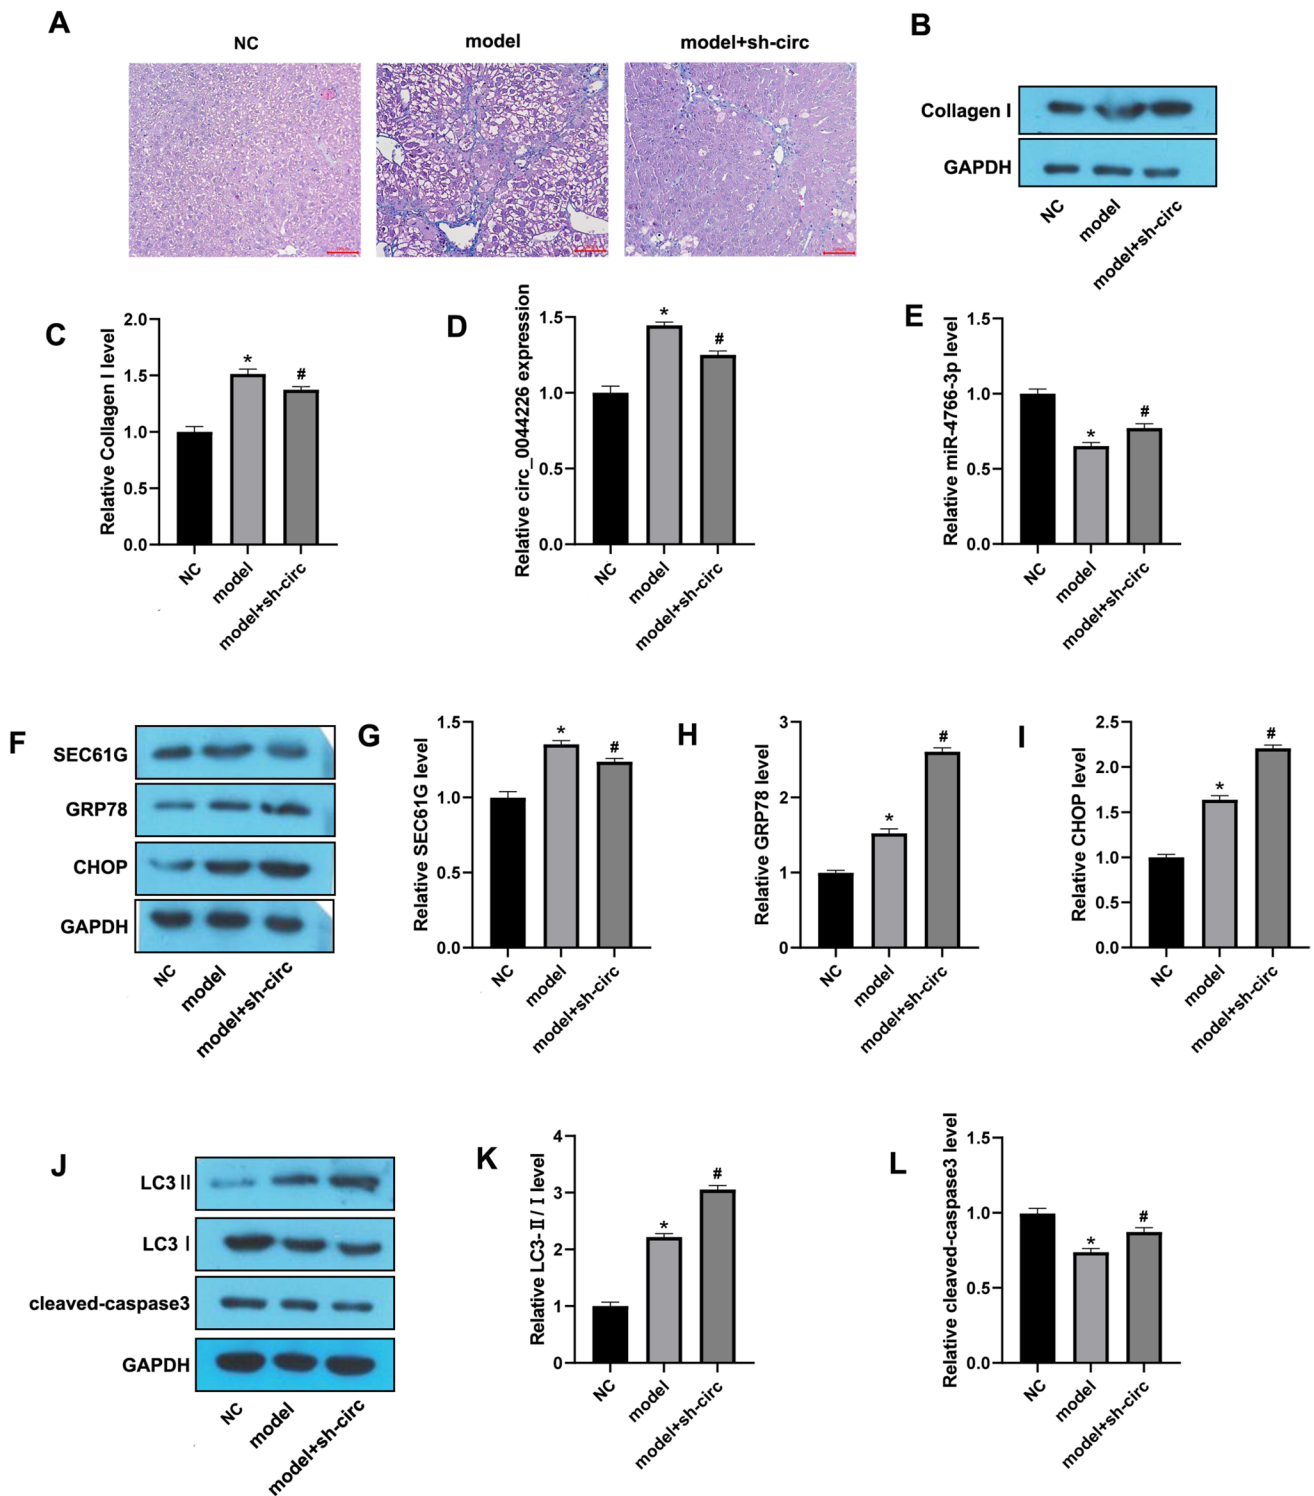 A
NC
model
model+sh-circ
B
Collagen I
GAPDH
NC
model
model+sh-circ
C
Relative Collagen I level
2.0
1.5
1.0
0.5
0.0
*
#
NC
model
model+sh-circ
D
Relative circ_0044226 expression
1.5
1.0
0.5
0.0
*
#
NC
model
model+sh-circ
E
Relative miR-4766-3p level
1.5
1.0
0.5
0.0
*
#
NC
model
model+sh-circ
F
SEC61G
GRP78
CHOP
GAPDH
NC
model
model+sh-circ
G
Relative SEC61G level
1.5
1.0
0.5
0.0
*
#
NC
model
model+sh-circ
H
Relative GRP78 level
3
2
1
0
*
#
NC
model
model+sh-circ
I
Relative CHOP level
2.5
2.0
1.5
1.0
0.5
0.0
*
#
NC
model
model+sh-circ
J
LC3Ⅱ
LC3Ⅰ
cleaved-caspase3
GAPDH
NC
model
model+sh-circ
K
Relative LC3-Ⅱ/Ⅰ level
4
3
2
1
0
*
#
NC
model
model+sh-circ
L
Relative cleaved-caspase3 level
1.5
1.0
0.5
0.0
*
#
NC
model
model+sh-circ